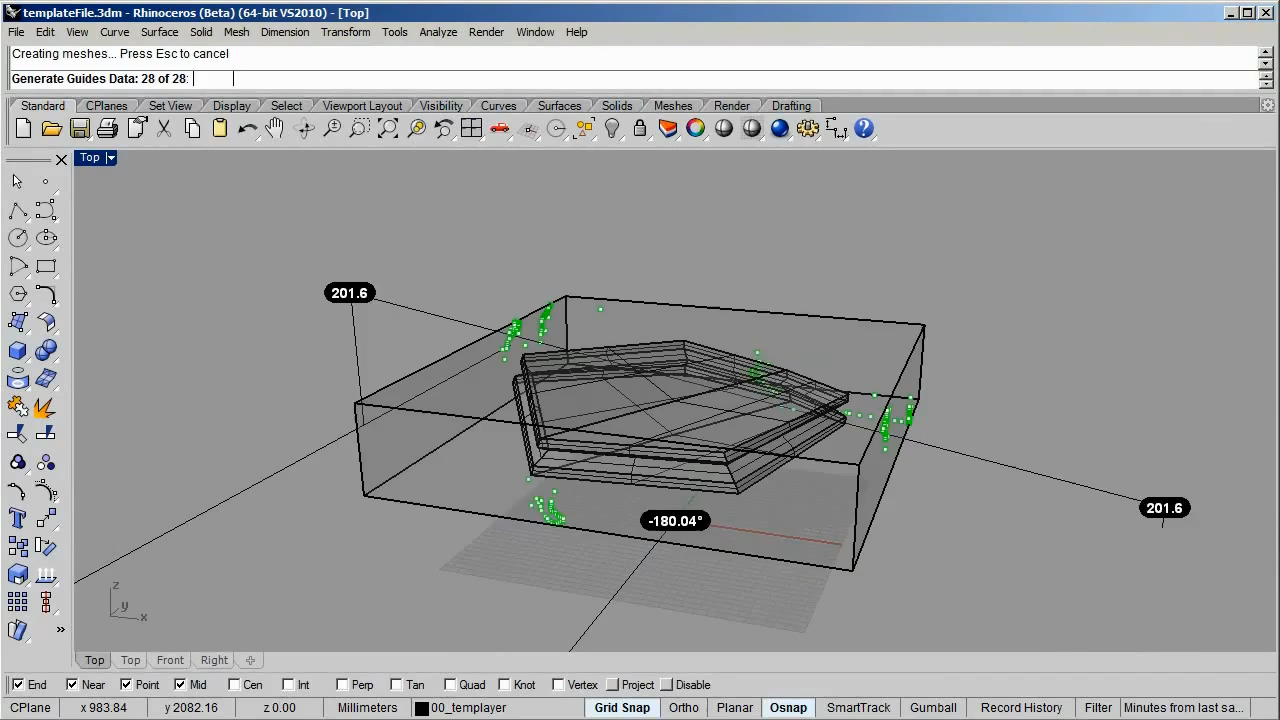 templateFile.3dm - Rhinoceros (Beta) (64-bit VS2010) - [Top]
File Edit View Curve Surface Solid Mesh Dimension Transform Tools Analyze Render Window Help
Creating meshes... Press Esc to cancel
Generate Guides Data: 28 of 28:
Standard CPlanes Set View Display Select Viewport Layout Visibility Curves Surfaces Solids Meshes Render Drafting
Top
201.6
201.6
-180.04°
z
y
x
Top Top Front Right
End Near Point Mid Cen Int Perp Tan Quad Knot Vertex Project Disable
CPlane x 983.84 y 2082.16 z 0.00 Millimeters 00_templayer Grid Snap Ortho Planar Osnap SmartTrack Gumball Record History Filter Minutes from last sa...